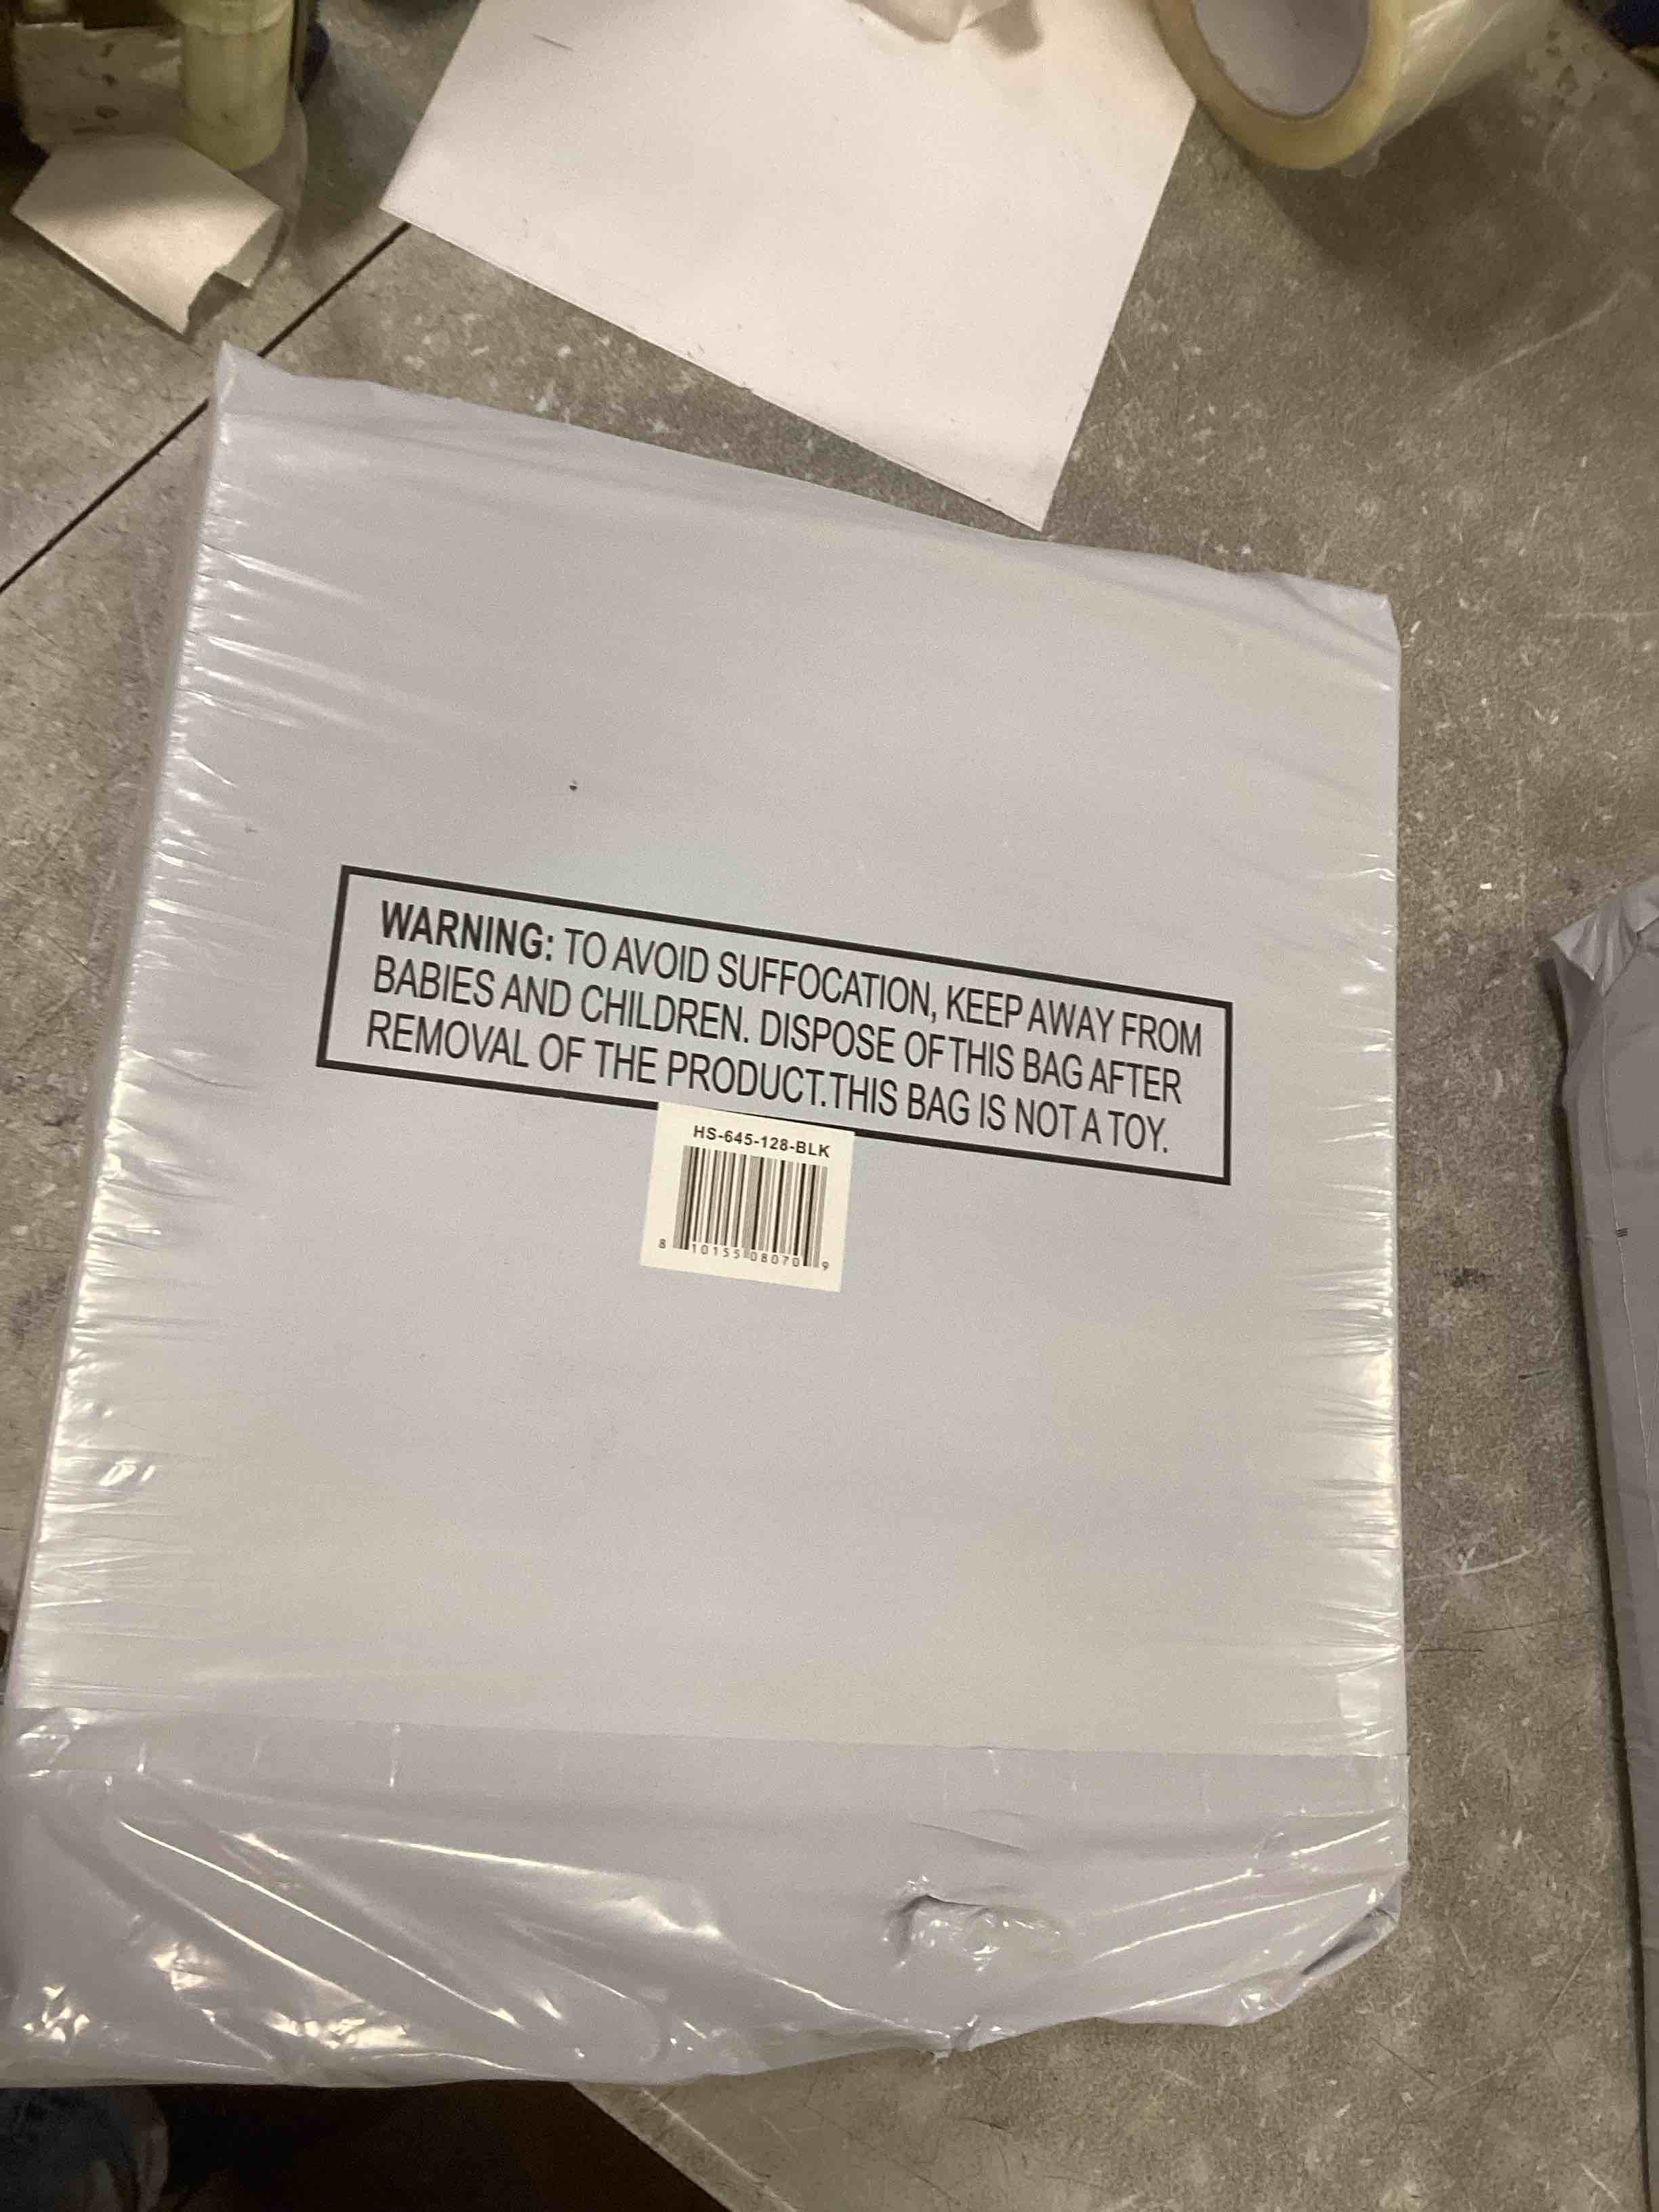 WARNING: TO AVOID SUFFOCATION, KEEP AWAY FROM
BABIES AND CHILDREN. DISPOSE OF THIS BAG AFTER
REMOVAL OF THE PRODUCT.THIS BAG IS NOT A TOY.
HS-645-128-BLK
8 10155 08070 9